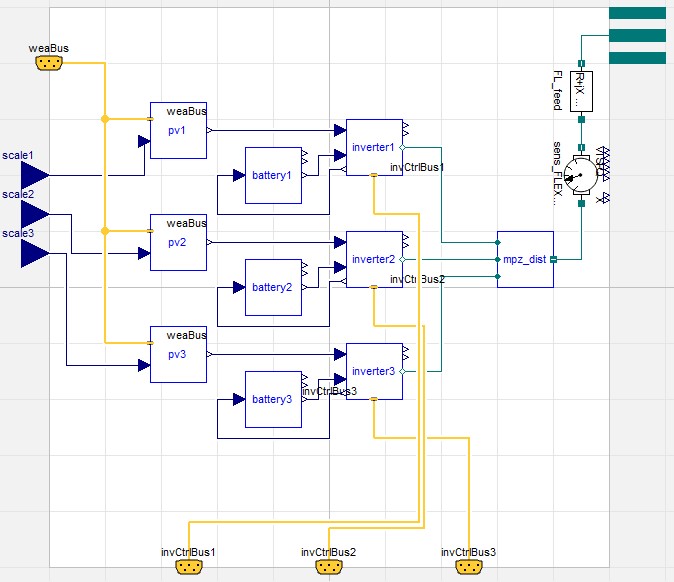 weaBus
weaBus
pv1
scale1
inverter1
battery1
invCtrlBus1
scale2
weaBus
pv2
scale3
inverter2
mpz_dist
battery2
invCtrlBus2
weaBus
pv3
inverter3
battery3
invCtrlBus3
R+jX ...
FL_feed
sens_FLEX...
invCtrlBus1
invCtrlBus2
invCtrlBus3